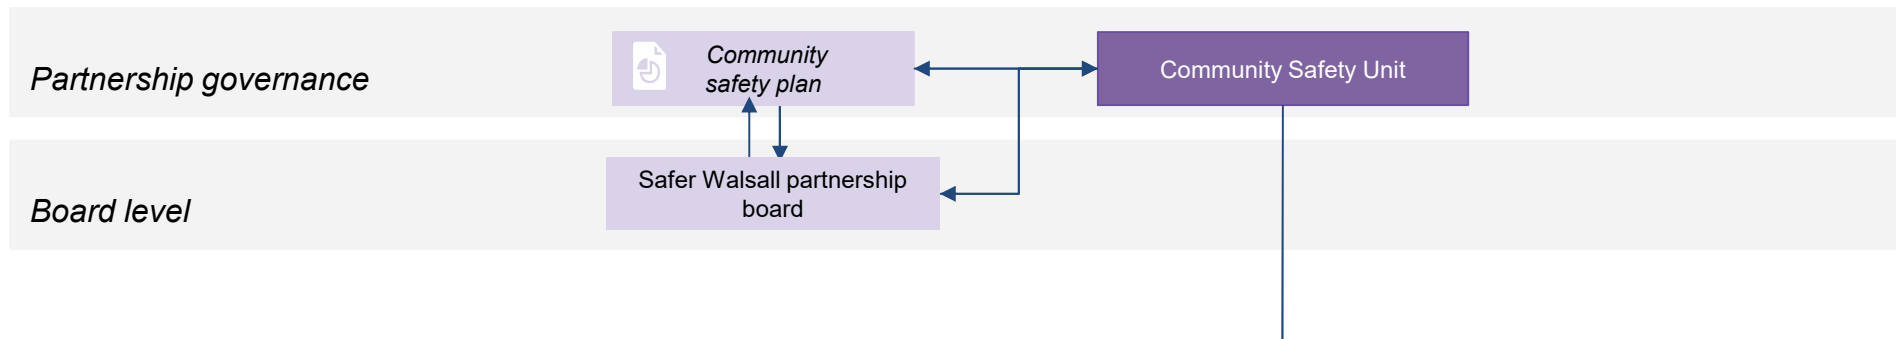 Partnership governance
Community
safety plan
Community Safety Unit
Board level
Safer Walsall partnership
board